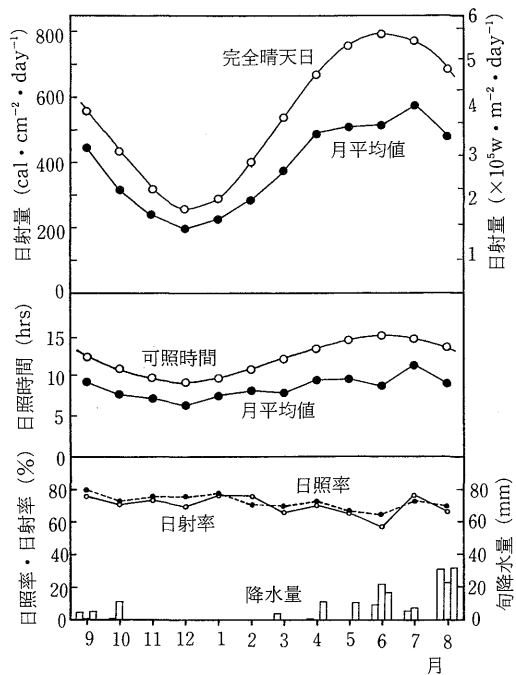 日射量 (cal・cm⁻²・day⁻¹)
800
600
400
200
0
完全晴天日
月平均値
6
5
4
3
2
1
日射量 (×10⁵w・m⁻²・day⁻¹)
日照時間 (hrs)
15
10
5
0
可照時間
月平均値
日照率・日射率 (%)
80
60
40
20
0
日照率
日射率
降水量
80
60
40
20
0
旬降水量 (mm)
9 10 11 12 1 2 3 4 5 6 7 8
月